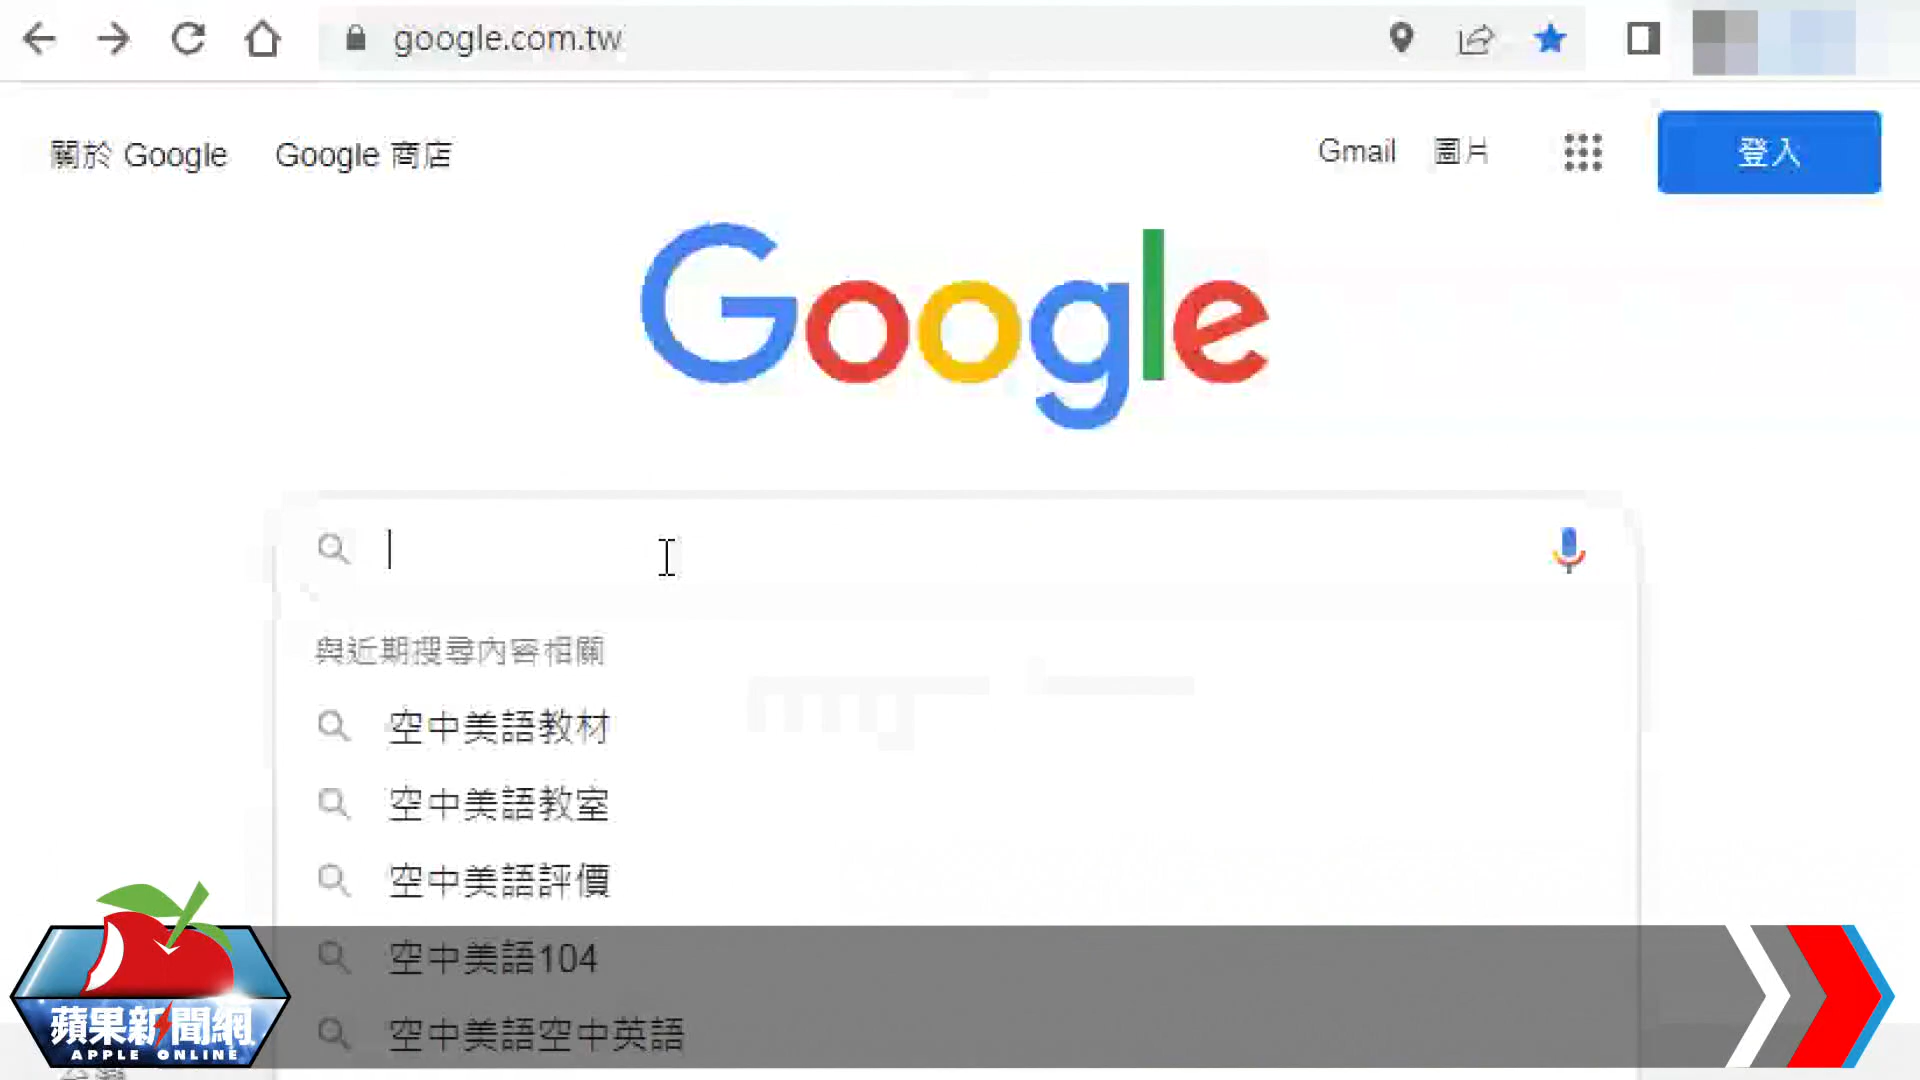 google.com.tw
關於 Google Google 商店 Gmail 圖片 登入
Google
與近期搜尋內容相關
空中美語教材
空中美語教室
空中美語評價
空中美語104
空中美語空中英語
蘋果新聞網
APPLE ONLINE
台灣